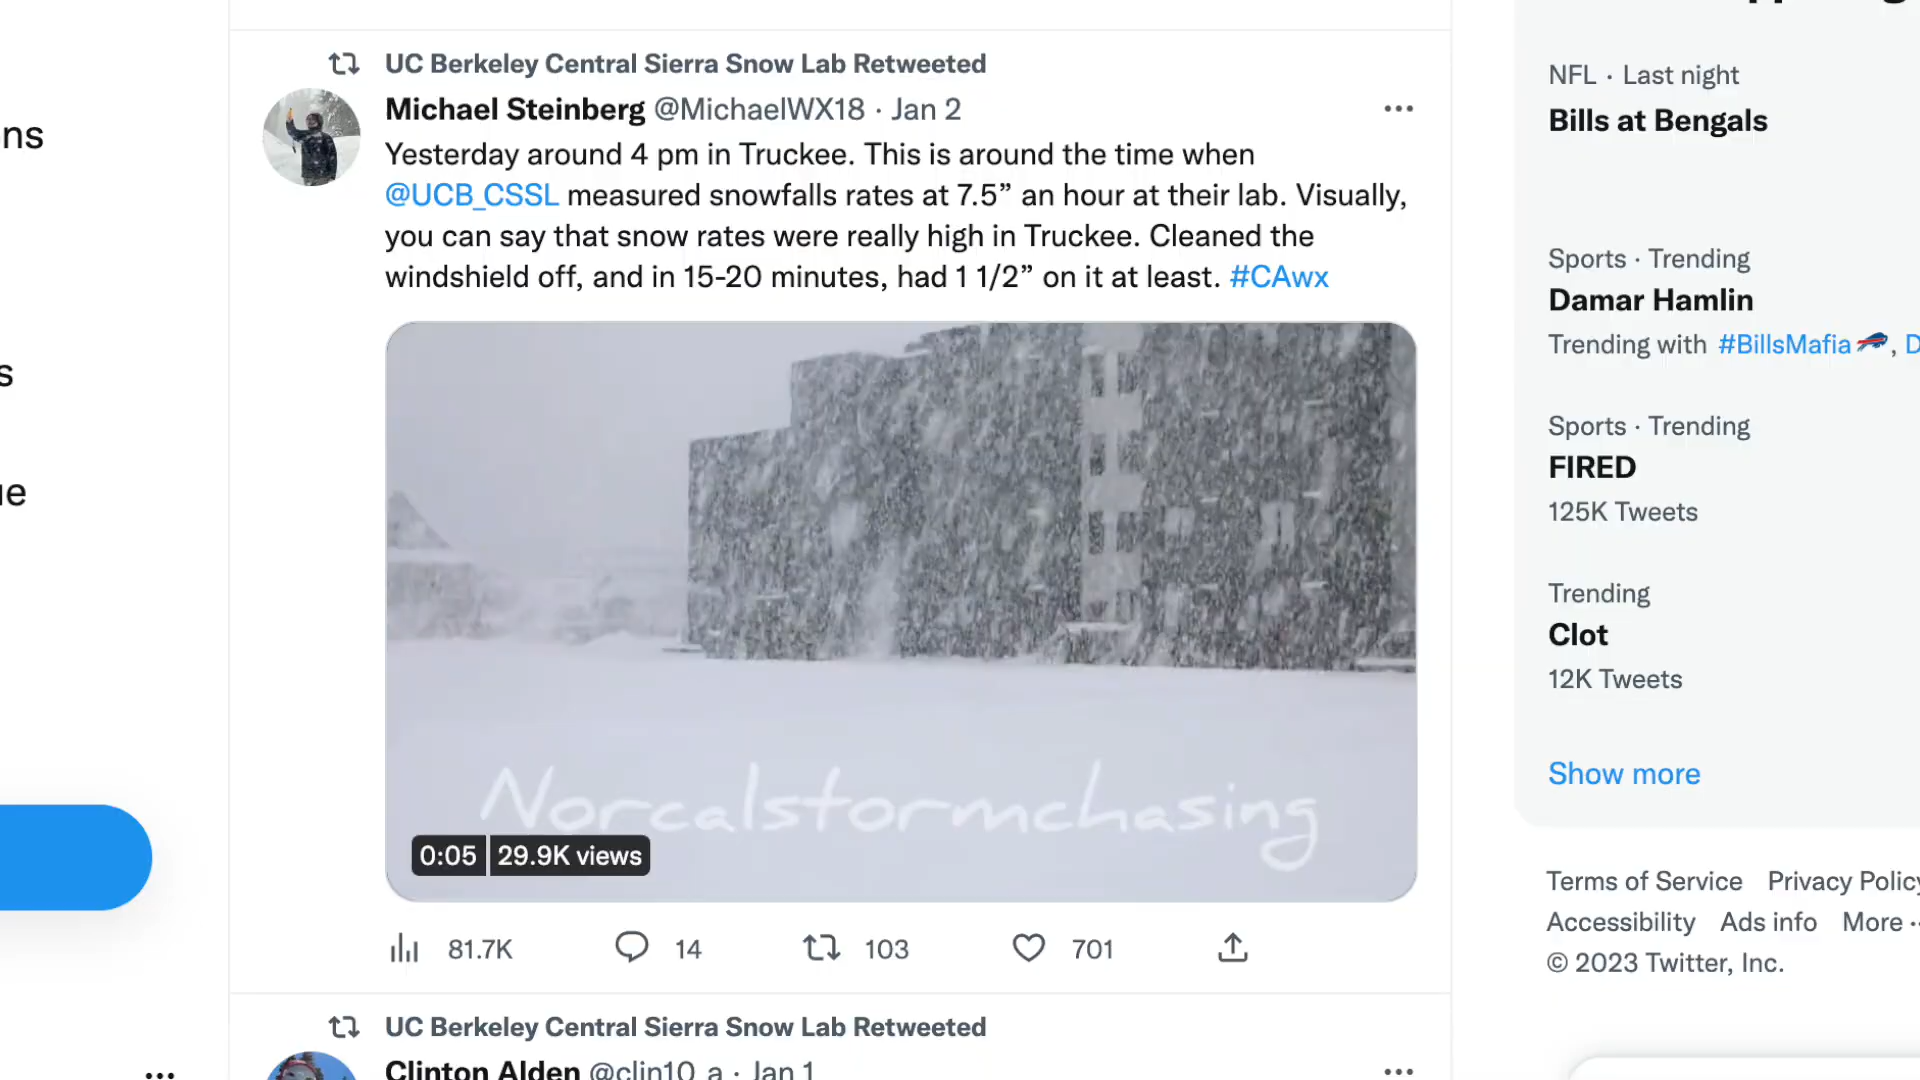 ns
s
ue
UC Berkeley Central Sierra Snow Lab Retweeted
Michael Steinberg @MichaelWX18 · Jan 2
Yesterday around 4 pm in Truckee. This is around the time when
@UCB_CSSL measured snowfalls rates at 7.5” an hour at their lab. Visually,
you can say that snow rates were really high in Truckee. Cleaned the
windshield off, and in 15-20 minutes, had 1 1/2” on it at least. #CAwx
Norcalstormchasing
0:05 29.9K views
81.7K 14 103 701
UC Berkeley Central Sierra Snow Lab Retweeted
Clinton Alden @clin10_a · Jan 1
NFL · Last night
Bills at Bengals
Sports · Trending
Damar Hamlin
Trending with #BillsMafia, D
Sports · Trending
FIRED
125K Tweets
Trending
Clot
12K Tweets
Show more
Terms of Service Privacy Policy
Accessibility Ads info More
© 2023 Twitter, Inc.